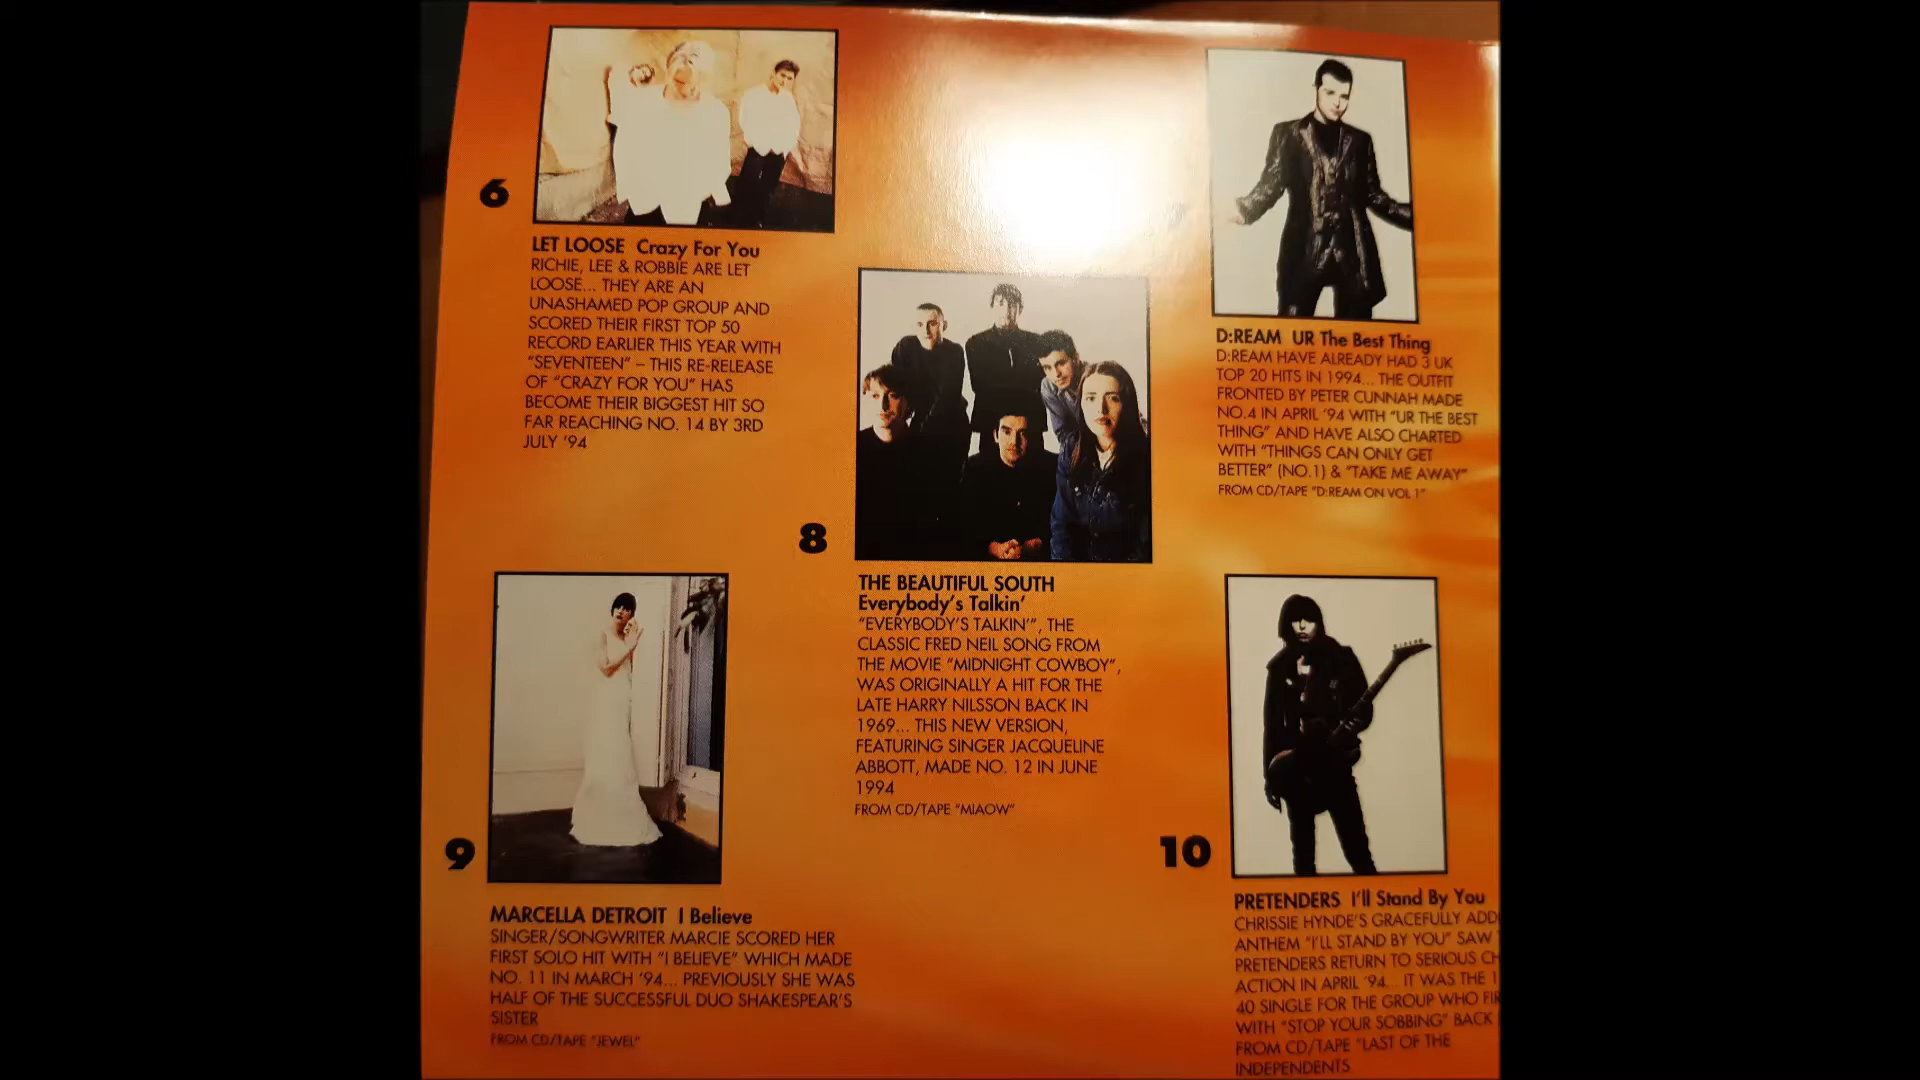 6
LET LOOSE Crazy For You
RICHIE, LEE & ROBBIE ARE LET
LOOSE... THEY ARE AN
UNASHAMED POP GROUP AND
SCORED THEIR FIRST TOP 50
RECORD EARLIER THIS YEAR WITH
"SEVENTEEN" – THIS RE-RELEASE
OF "CRAZY FOR YOU" HAS
BECOME THEIR BIGGEST HIT SO
FAR REACHING NO. 14 BY 3RD
JULY '94
D:REAM UR The Best Thing
D:REAM HAVE ALREADY HAD 3 UK
TOP 20 HITS IN 1994... THE OUTFIT
FRONTED BY PETER CUNNAH MADE
NO.4 IN APRIL '94 WITH "UR THE BEST
THING" AND HAVE ALSO CHARTED
WITH "THINGS CAN ONLY GET
BETTER" (NO.1) & "TAKE ME AWAY"
FROM CD/TAPE "D:REAM ON VOL 1"
8
THE BEAUTIFUL SOUTH
Everybody's Talkin'
"EVERYBODY'S TALKIN'", THE
CLASSIC FRED NEIL SONG FROM
THE MOVIE "MIDNIGHT COWBOY",
WAS ORIGINALLY A HIT FOR THE
LATE HARRY NILSSON BACK IN
1969... THIS NEW VERSION,
FEATURING SINGER JACQUELINE
ABBOTT, MADE NO. 12 IN JUNE
1994
FROM CD/TAPE "MIAOW"
9
MARCELLA DETROIT I Believe
SINGER/SONGWRITER MARCIE SCORED HER
FIRST SOLO HIT WITH "I BELIEVE" WHICH MADE
NO. 11 IN MARCH '94... PREVIOUSLY SHE WAS
HALF OF THE SUCCESSFUL DUO SHAKESPEAR'S
SISTER
FROM CD/TAPE "JEWEL"
10
PRETENDERS I'll Stand By You
CHRISSIE HYNDE'S GRACEFULLY
ANTHEM "I'LL STAND BY YOU" SAW
PRETENDERS RETURN TO SERIOUS
ACTION IN APRIL '94... IT WAS THE
40 SINGLE FOR THE GROUP WHO
WITH "STOP YOUR SOBBING" BACK
FROM CD/TAPE "LAST OF THE
INDEPENDENTS